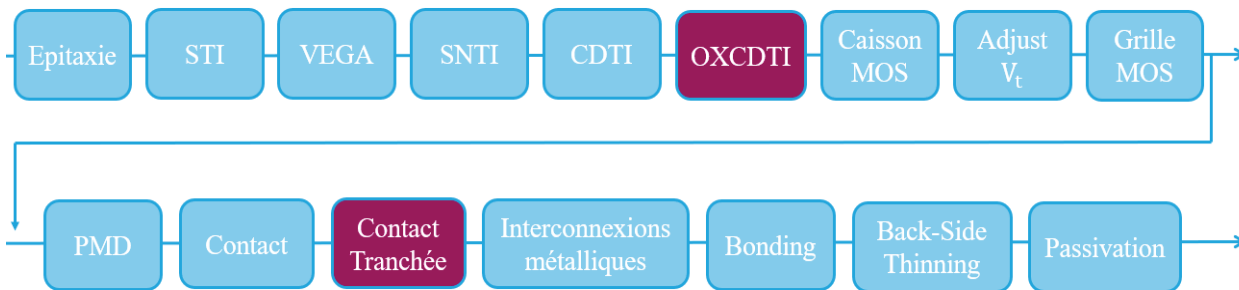 Epitaxie
STI
VEGA
SNTI
CDTI
OXCDTI
Caisson
MOS
Adjust
Vt
Grille
MOS
PMD
Contact
Contact
Tranchée
Interconnexions
métalliques
Bonding
Back-Side
Thinning
Passivation